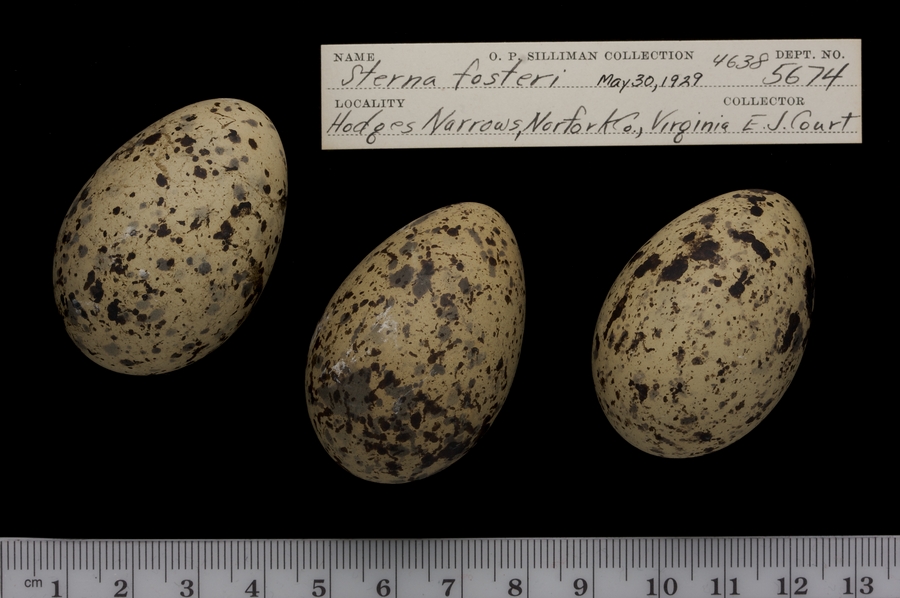 NAME O. P. SILLIMAN COLLECTION 4638 DEPT. NO.
Sterna fosteri May 30, 1929 5674
LOCALITY COLLECTOR
Hodges Narrows, Norfork Co., Virginia E. J. Court
cm 1 2 3 4 5 6 7 8 9 10 11 12 13